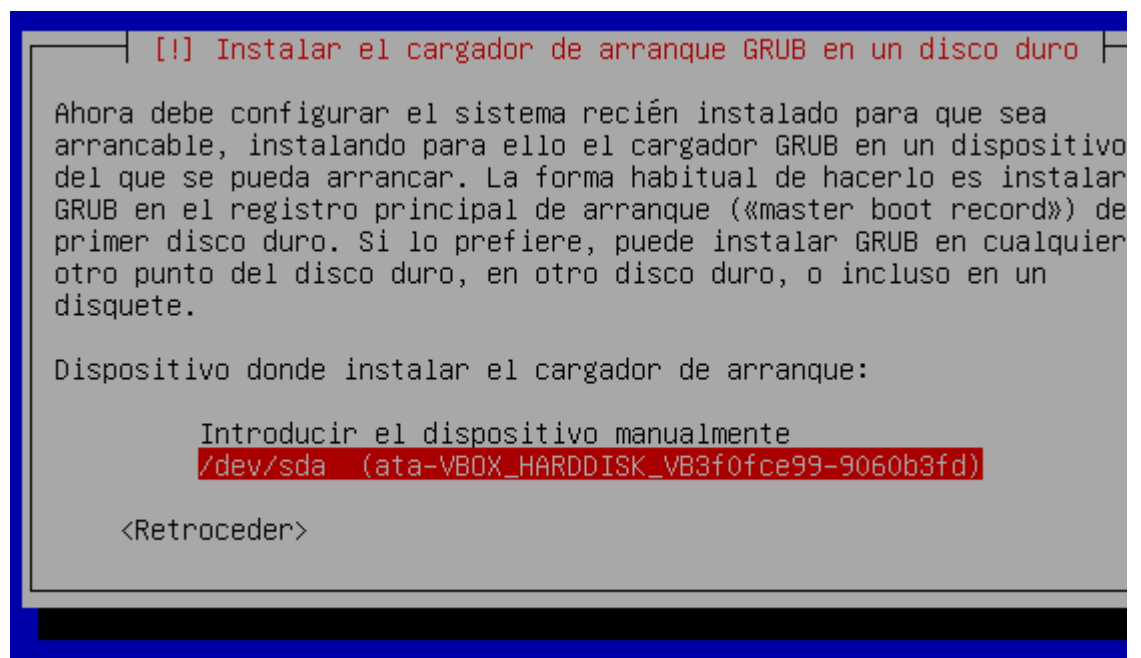 [!] Instalar el cargador de arranque GRUB en un disco duro
Ahora debe configurar el sistema recién instalado para que sea
arrancable, instalando para ello el cargador GRUB en un dispositivo
del que se pueda arrancar. La forma habitual de hacerlo es instalar
GRUB en el registro principal de arranque («master boot record») de
primer disco duro. Si lo prefiere, puede instalar GRUB en cualquier
otro punto del disco duro, en otro disco duro, o incluso en un
disquete.
Dispositivo donde instalar el cargador de arranque:
Introducir el dispositivo manualmente
/dev/sda (ata-VBOX_HARDDISK_VB3f0fce99-9060b3fd)
<Retroceder>